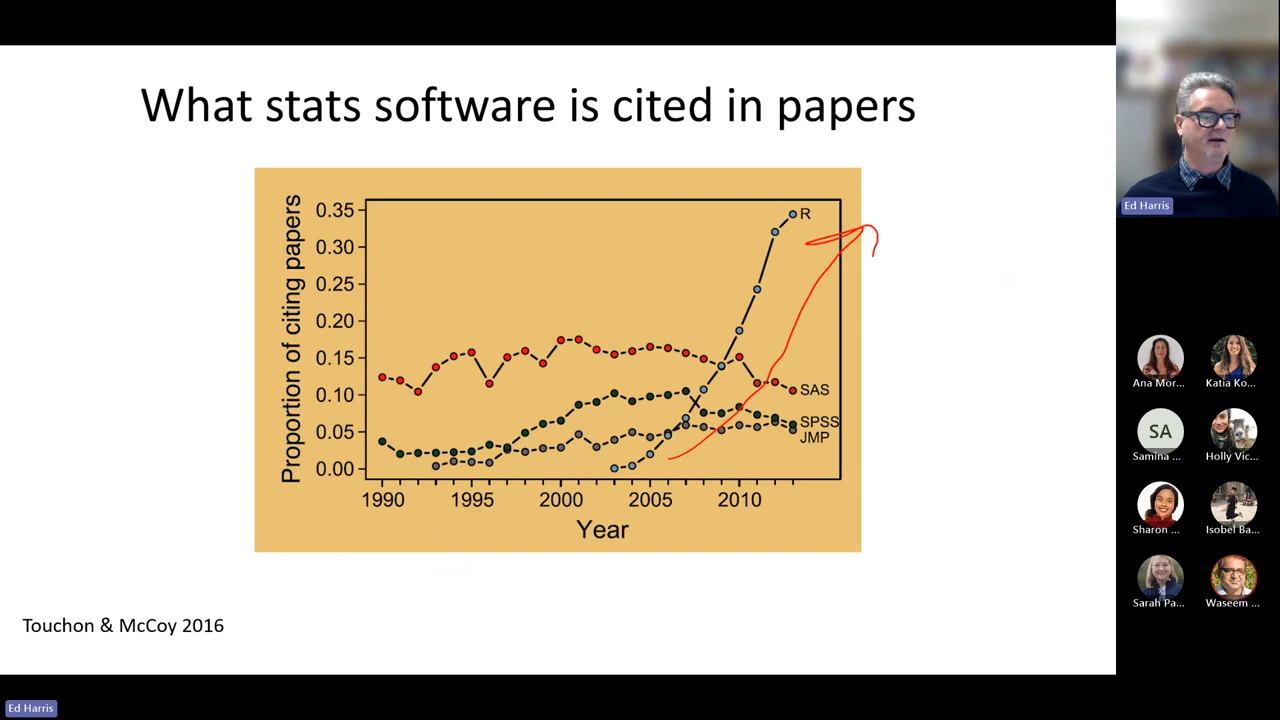 What stats software is cited in papers
Proportion of citing papers
0.35
0.30
0.25
0.20
0.15
0.10
0.05
0.00
R
SAS
SPSS
JMP
1990
1995
2000
2005
2010
Year
Touchon & McCoy 2016
Ed Harris
Ed Harris
Ana Mor...
Katia Ko...
SA
Samina ...
Holly Vic...
Sharon ...
Isobel Ba...
Sarah Pa...
Waseem ...